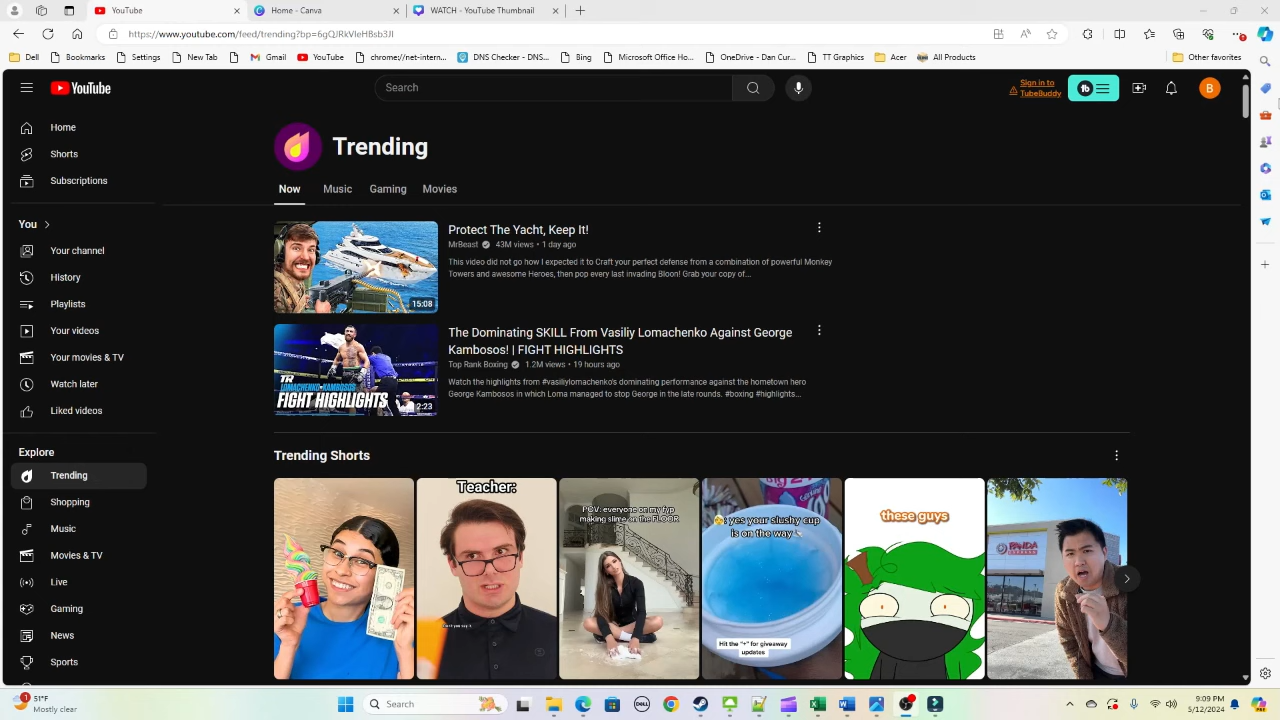 YouTube
Home - Canva
WATCH - YouTube Thumbnail
https://www.youtube.com/feed/trending?bp=6gQJRkVleHBsb3Jl
Dell
Bookmarks
Settings
New Tab
Gmail
YouTube
chrome://net-intern...
DNS Checker - DNS...
Bing
Microsoft Office Ho...
OneDrive - Dan Cur...
TT Graphics
Acer
All Products
Other favorites
YouTube
Search
Sign in to
TubeBuddy
tb
B
Home
Shorts
Subscriptions
You
Your channel
History
Playlists
Your videos
Your movies & TV
Watch later
Liked videos
Explore
Trending
Shopping
Music
Movies & TV
Live
Gaming
News
Sports
Trending
Now
Music
Gaming
Movies
15:08
Protect The Yacht, Keep It!
MrBeast
43M views • 1 day ago
This video did not go how I expected it to Craft your perfect defense from a combination of powerful Monkey
Towers and awesome Heroes, then pop every last invading Bloon! Grab your copy of...
TR
LOMACHENKO-KAMBOSOS
FIGHT HIGHLIGHTS
2:23
The Dominating SKILL From Vasiliy Lomachenko Against George
Kambosos! | FIGHT HIGHLIGHTS
Top Rank Boxing
1.2M views • 19 hours ago
Watch the highlights from #vasiliylomachenko's dominating performance against the hometown hero
George Kambosos in which Loma managed to stop George in the late rounds. #boxing #highlights...
Trending Shorts
Teacher:
POV: everyone on my fyp
making slime on the FLOOR
: yes your slushy cup
is on the way
Hit the "+" for giveaway
updates
these guys
PANDA
1
51°F
Mostly clear
Search
DELL
9:09 PM
5/12/2024